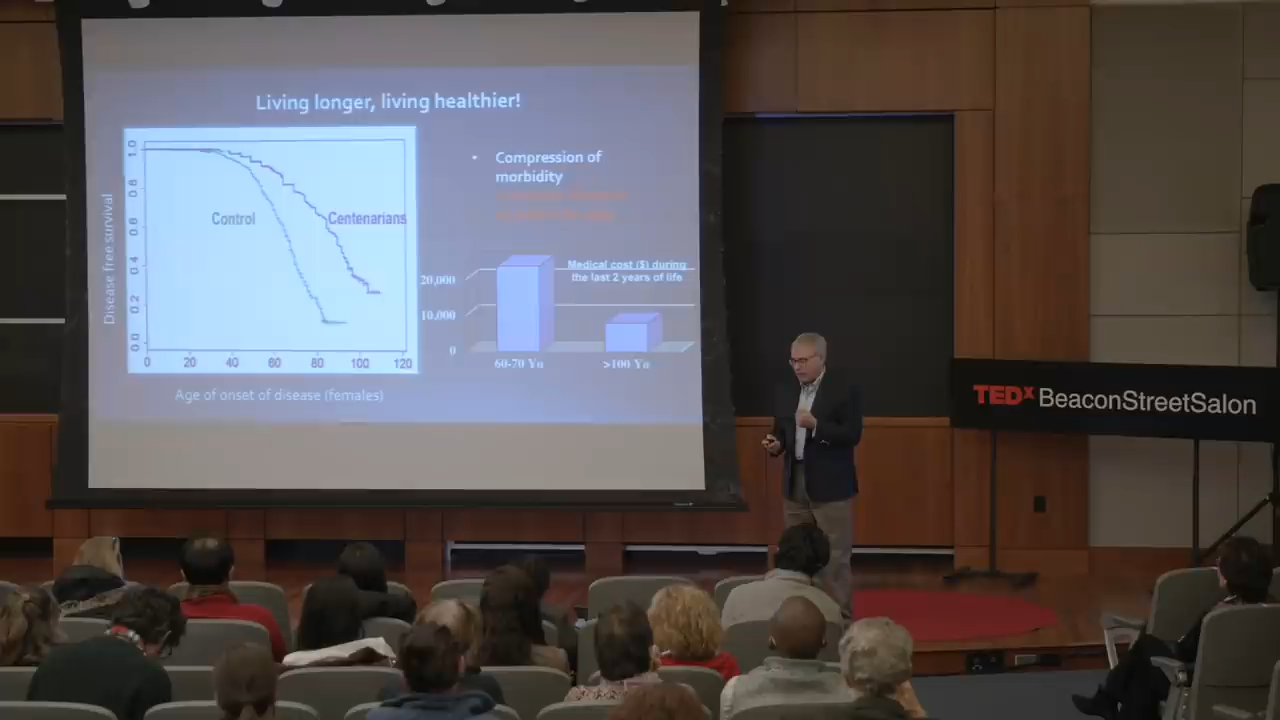 Living longer, living healthier!
Disease free survival
1.0
0.8
0.6
0.4
0.2
0.0
Control
Centenarians
0 20 40 60 80 100 120
Age of onset of disease (females)
• Compression of
morbidity
Medical cost ($) during
the last 2 years of life
20,000
10,000
0
60-70 Yo
>100 Yo
TEDx BeaconStreetSalon